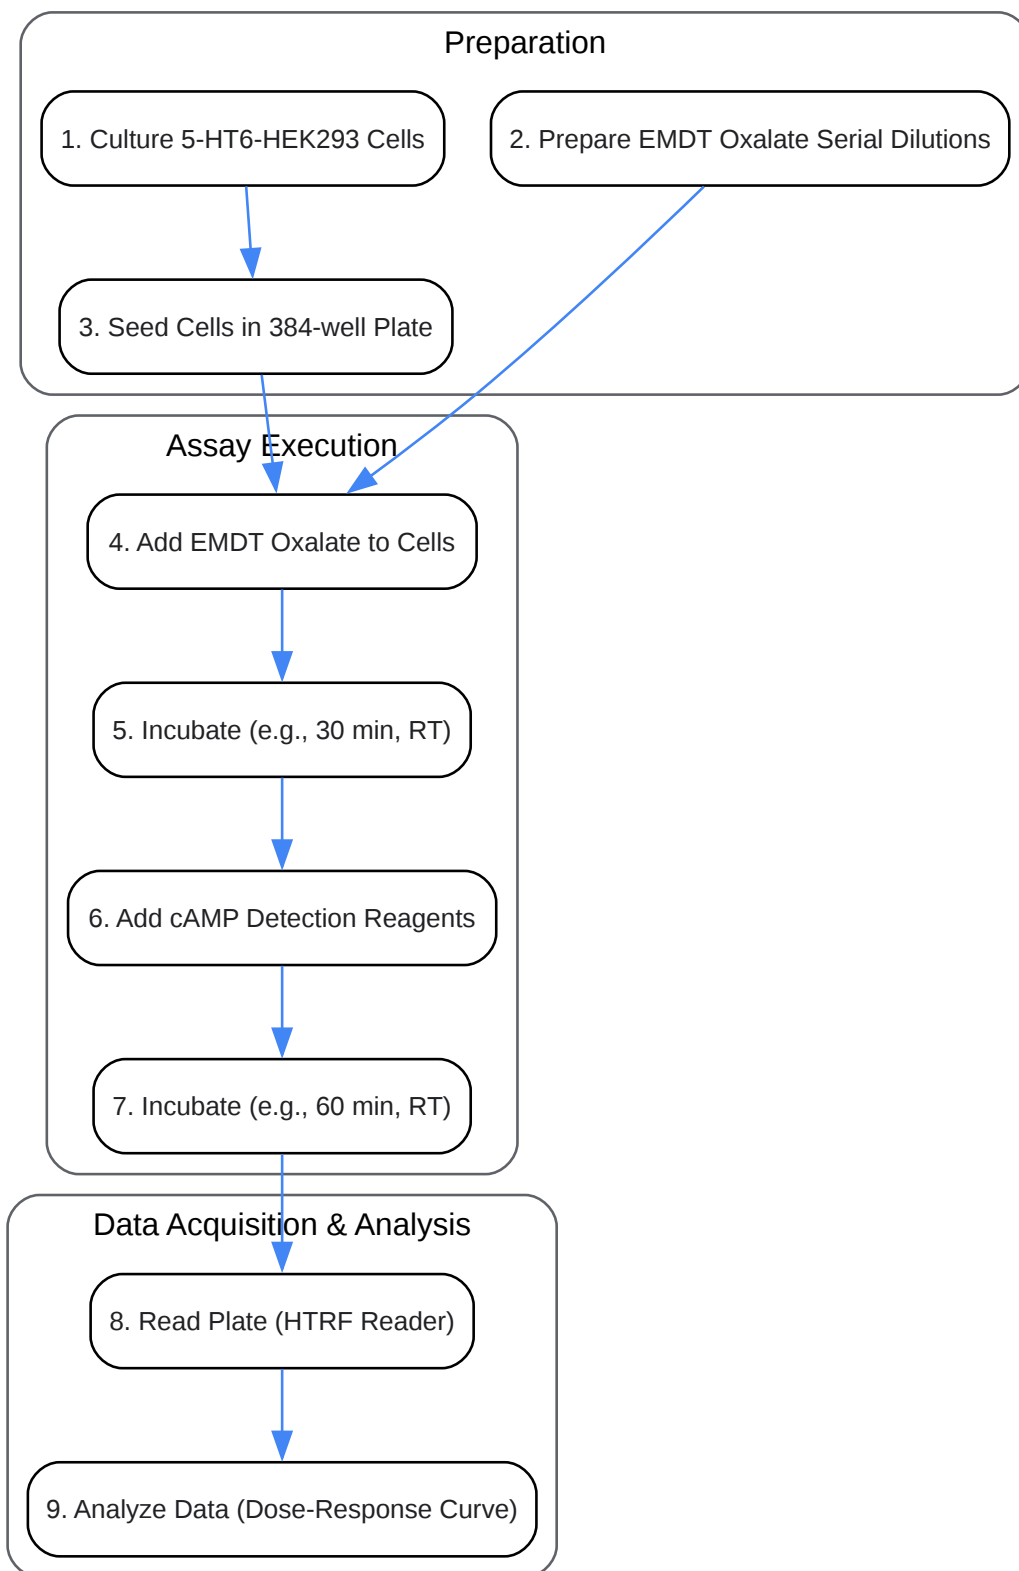 Preparation
1. Culture 5-HT6-HEK293 Cells
2. Prepare EMDT Oxalate Serial Dilutions
3. Seed Cells in 384-well Plate
Assay Execution
4. Add EMDT Oxalate to Cells
5. Incubate (e.g., 30 min, RT)
6. Add cAMP Detection Reagents
7. Incubate (e.g., 60 min, RT)
Data Acquisition & Analysis
8. Read Plate (HTRF Reader)
9. Analyze Data (Dose-Response Curve)